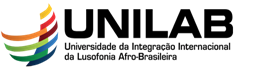 UNILAB
Universidade da Integração Internacional
da Lusofonia Afro-Brasileira